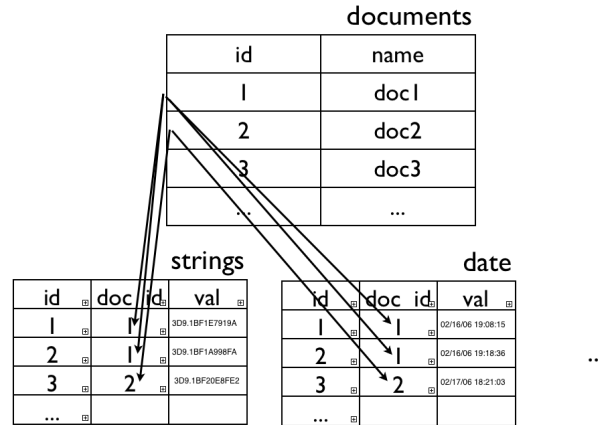 documents
id name
1 doc1
2 doc2
3 doc3
... ...
strings
id doc_id val
1 1 3D9.1BF1E7919A
2 1 3D9.1BF1A998FA
3 2 3D9.1BF20E8FE2
...
date
id doc_id val
1 1 02/16/06 19:08:15
2 1 02/16/06 19:18:36
3 2 02/17/06 18:21:03
...
..